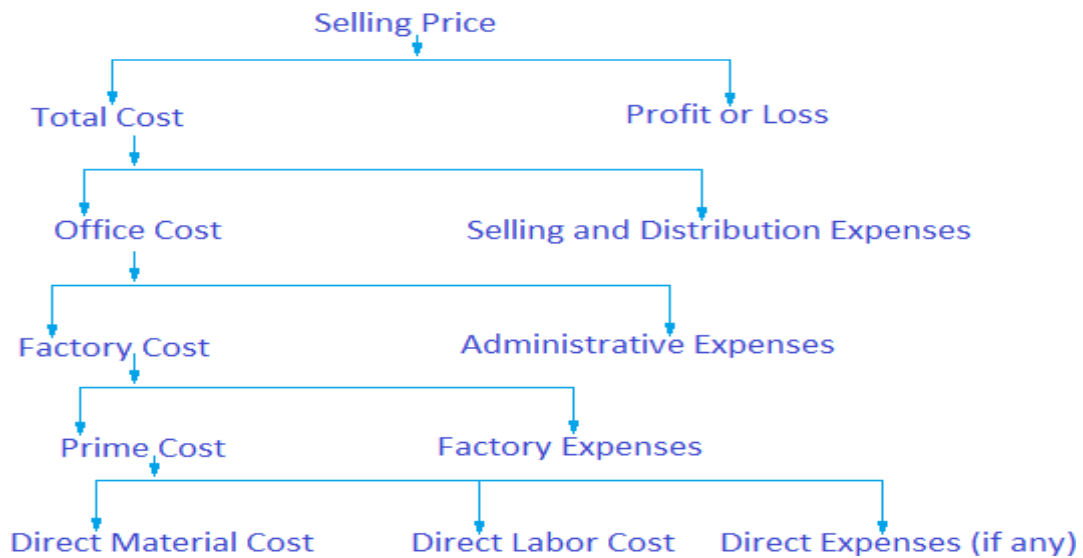 Selling Price
Total Cost
Profit or Loss
Office Cost
Selling and Distribution Expenses
Factory Cost
Administrative Expenses
Prime Cost
Factory Expenses
Direct Material Cost
Direct Labor Cost
Direct Expenses (if any)